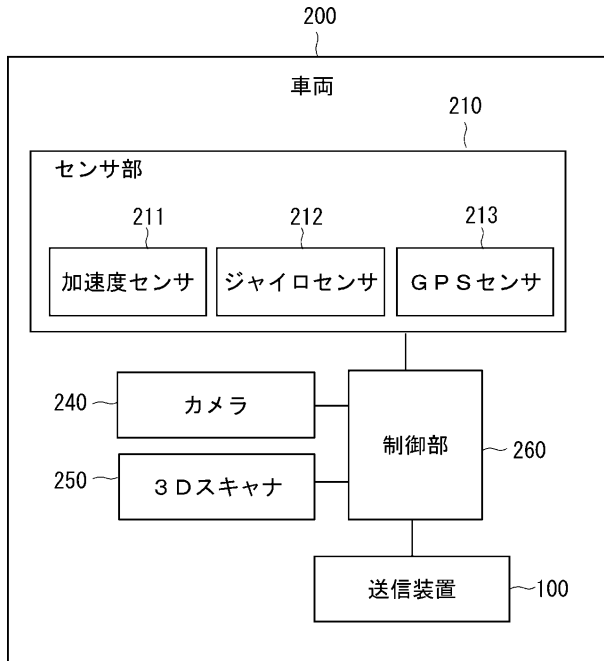 200
車両
210
センサ部
211
212
213
加速度センサ
ジャイロセンサ
ＧＰＳセンサ
240
カメラ
制御部
260
250
３Ｄスキャナ
送信装置
100